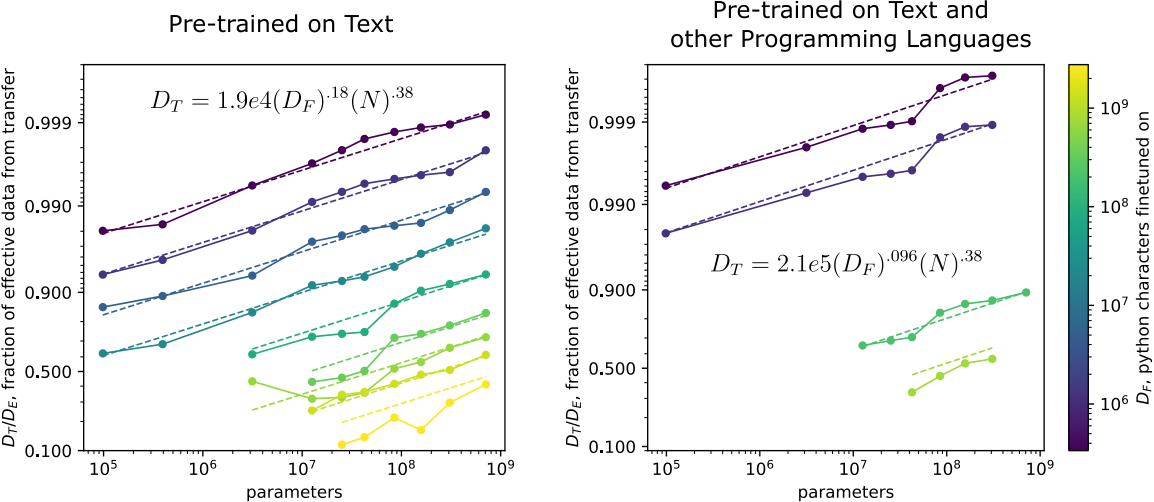 Pre-trained on Text
D_T = 1.9e4(D_F)^.18(N)^.38
D_T/D_E, fraction of effective data from transfer
0.999
0.990
0.900
0.500
0.100
10^5
10^6
10^7
10^8
10^9
parameters
Pre-trained on Text and
other Programming Languages
D_T = 2.1e5(D_F)^.096(N)^.38
D_T/D_E, fraction of effective data from transfer
0.999
0.990
0.900
0.500
0.100
10^5
10^6
10^7
10^8
10^9
parameters
10^9
10^8
10^7
10^6
D_F, python characters finetuned on